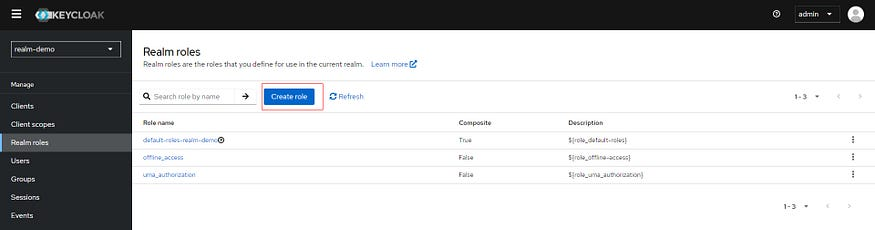 KEYCLOAK
admin
realm-demo
Manage
Clients
Client scopes
Realm roles
Users
Groups
Sessions
Events
Realm roles
Realm roles are the roles that you define for use in the current realm. Learn more
Search role by name
Create role
Refresh
1 - 3
Role name Composite Description
default-roles-realm-demo True ${role_default-roles}
offline_access False ${role_offline-access}
uma_authorization False ${role_uma_authorization}
1 - 3